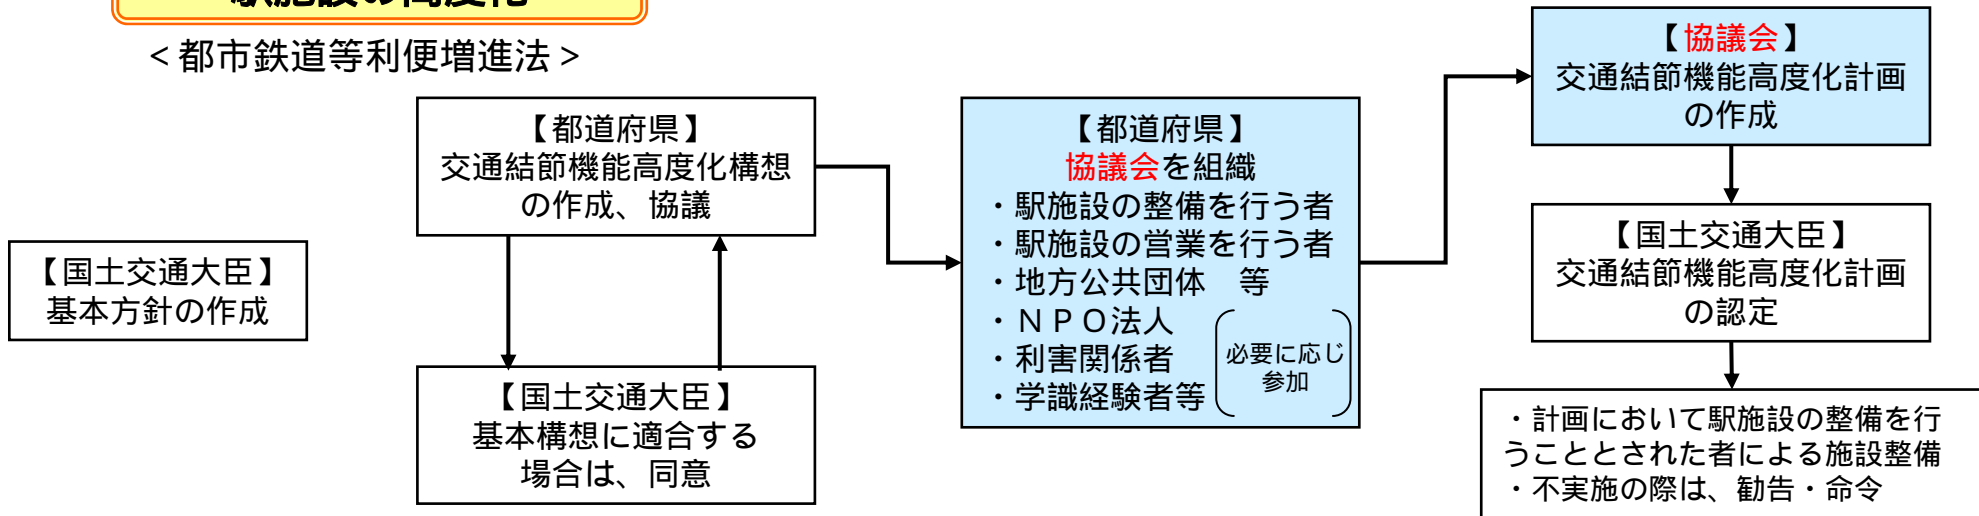 駅施設の高度化
＜都市鉄道等利便増進法＞
【国土交通大臣】
基本方針の作成
【都道府県】
交通結節機能高度化構想
の作成、協議
【国土交通大臣】
基本構想に適合する
場合は、同意
【都道府県】
協議会を組織
・駅施設の整備を行う者
・駅施設の営業を行う者
・地方公共団体　等
・ＮＰＯ法人
・利害関係者
・学識経験者等
必要に応じ
参加
【協議会】
交通結節機能高度化計画
の作成
【国土交通大臣】
交通結節機能高度化計画
の認定
・計画において駅施設の整備を行
うこととされた者による施設整備
・不実施の際は、勧告・命令